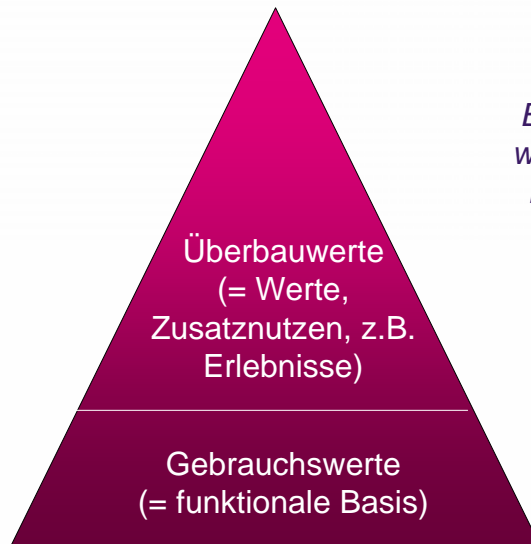 Überbauwerte
(= Werte,
Zusatznutzen, z.B.
Erlebnisse)
Gebrauchswerte
(= funktionale Basis)